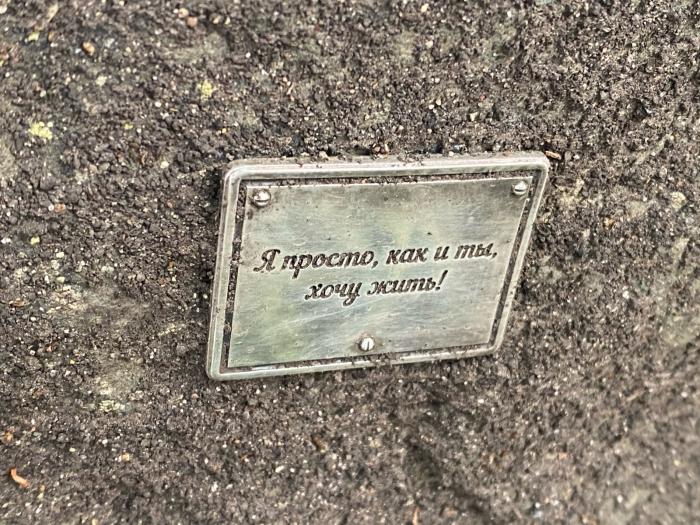 Я просто, как и ты,
хочу жить!